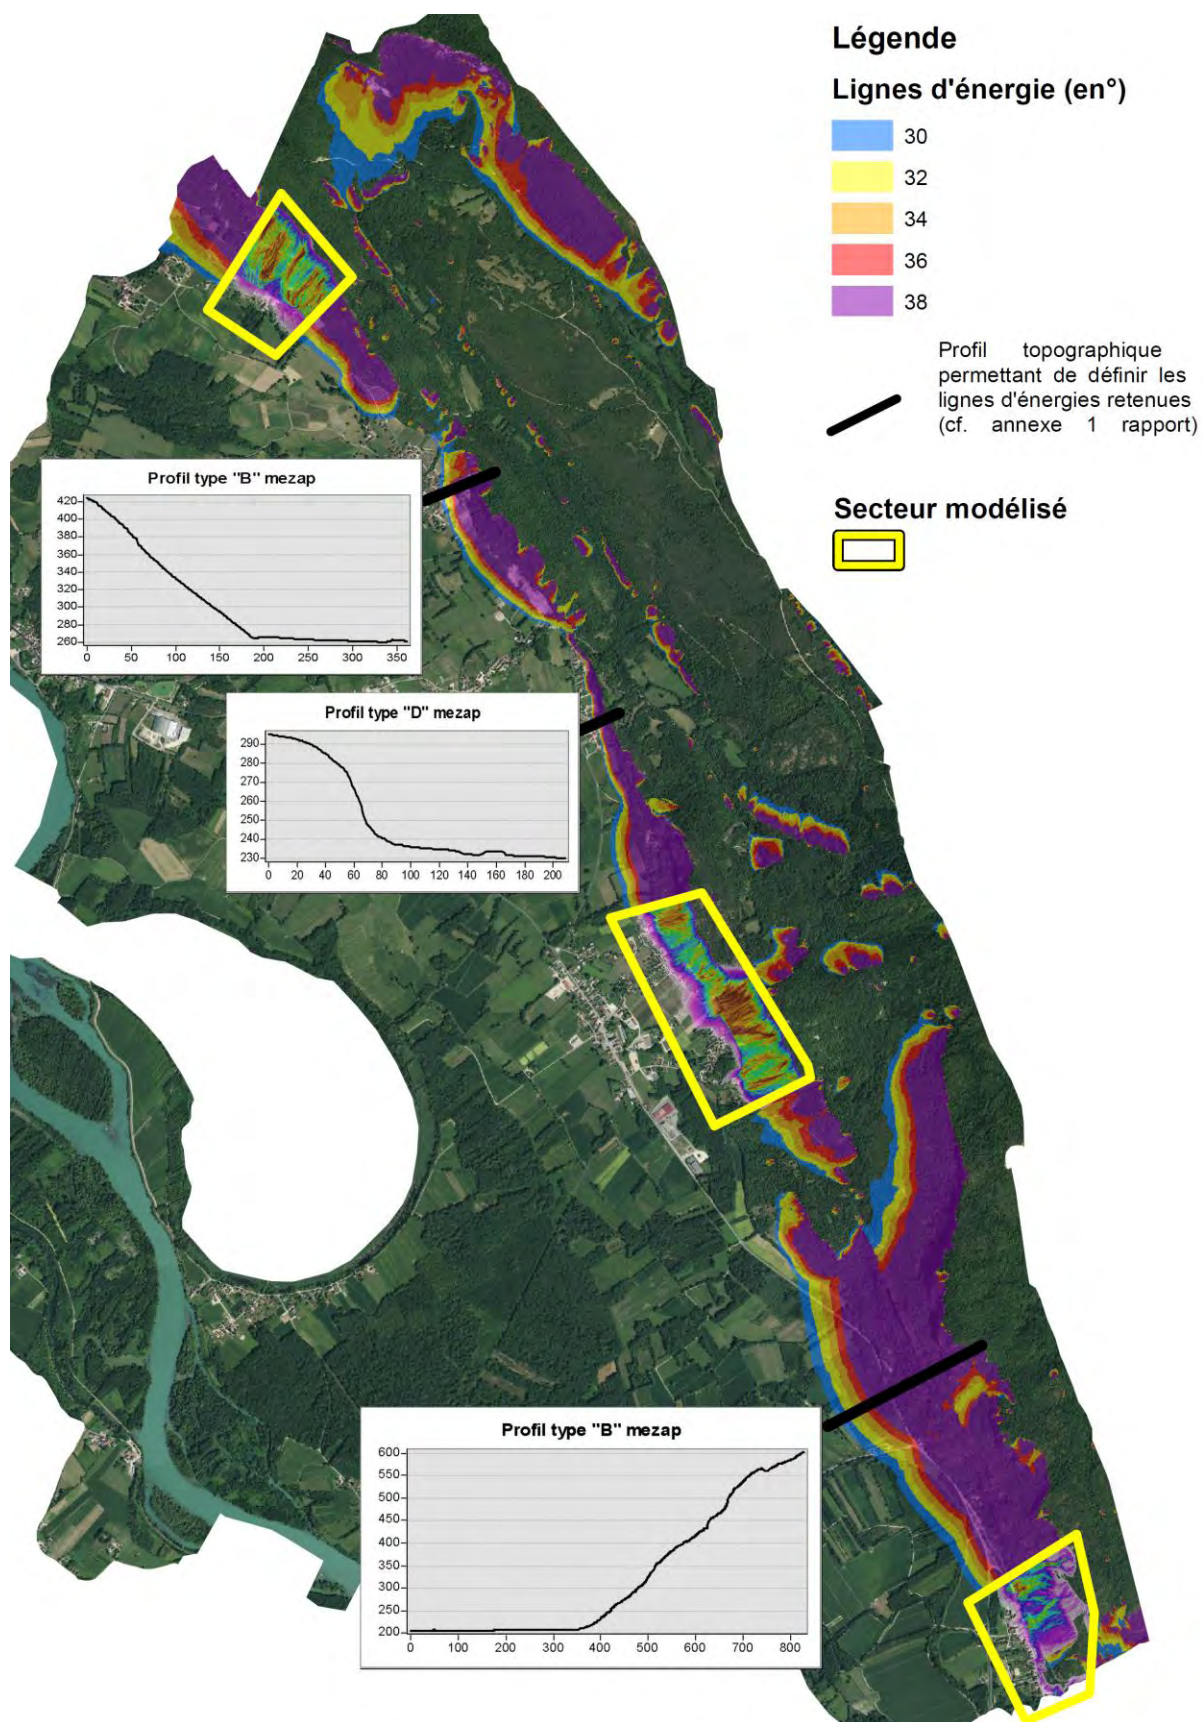 Légende
Lignes d'énergie (en°)
30
32
34
36
38
Profil topographique
permettant de définir les
lignes d'énergies retenues
(cf. annexe 1 rapport)
Secteur modélisé
Profil type "B" mezap
420
400
380
360
340
320
300
280
260
0 50 100 150 200 250 300 350
Profil type "D" mezap
290
280
270
260
250
240
230
0 20 40 60 80 100 120 140 160 180 200
Profil type "B" mezap
600
550
500
450
400
350
300
250
200
0 100 200 300 400 500 600 700 800